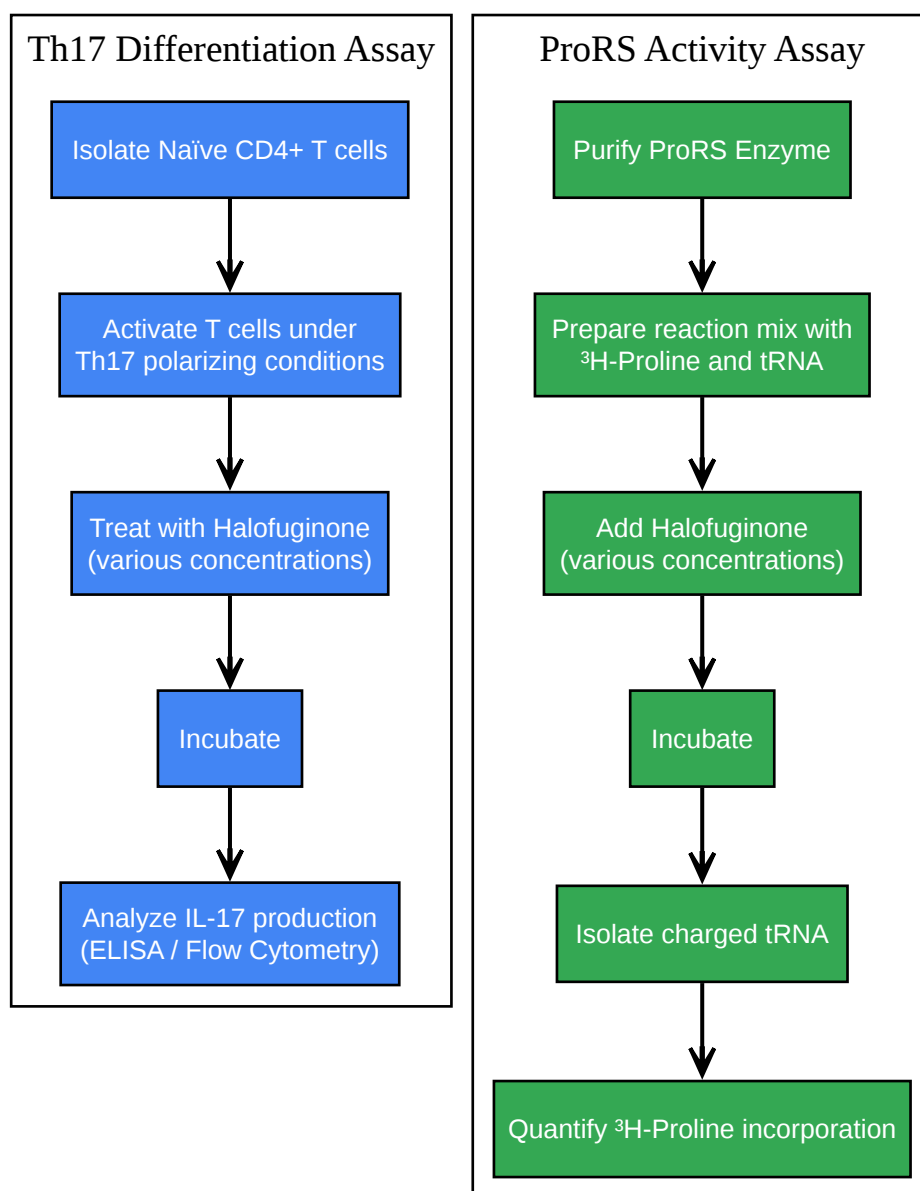 Th17 Differentiation Assay
Isolate Naïve CD4+ T cells
Activate T cells under
Th17 polarizing conditions
Treat with Halofuginone
(various concentrations)
Incubate
Analyze IL-17 production
(ELISA / Flow Cytometry)
ProRS Activity Assay
Purify ProRS Enzyme
Prepare reaction mix with
³H-Proline and tRNA
Add Halofuginone
(various concentrations)
Incubate
Isolate charged tRNA
Quantify ³H-Proline incorporation